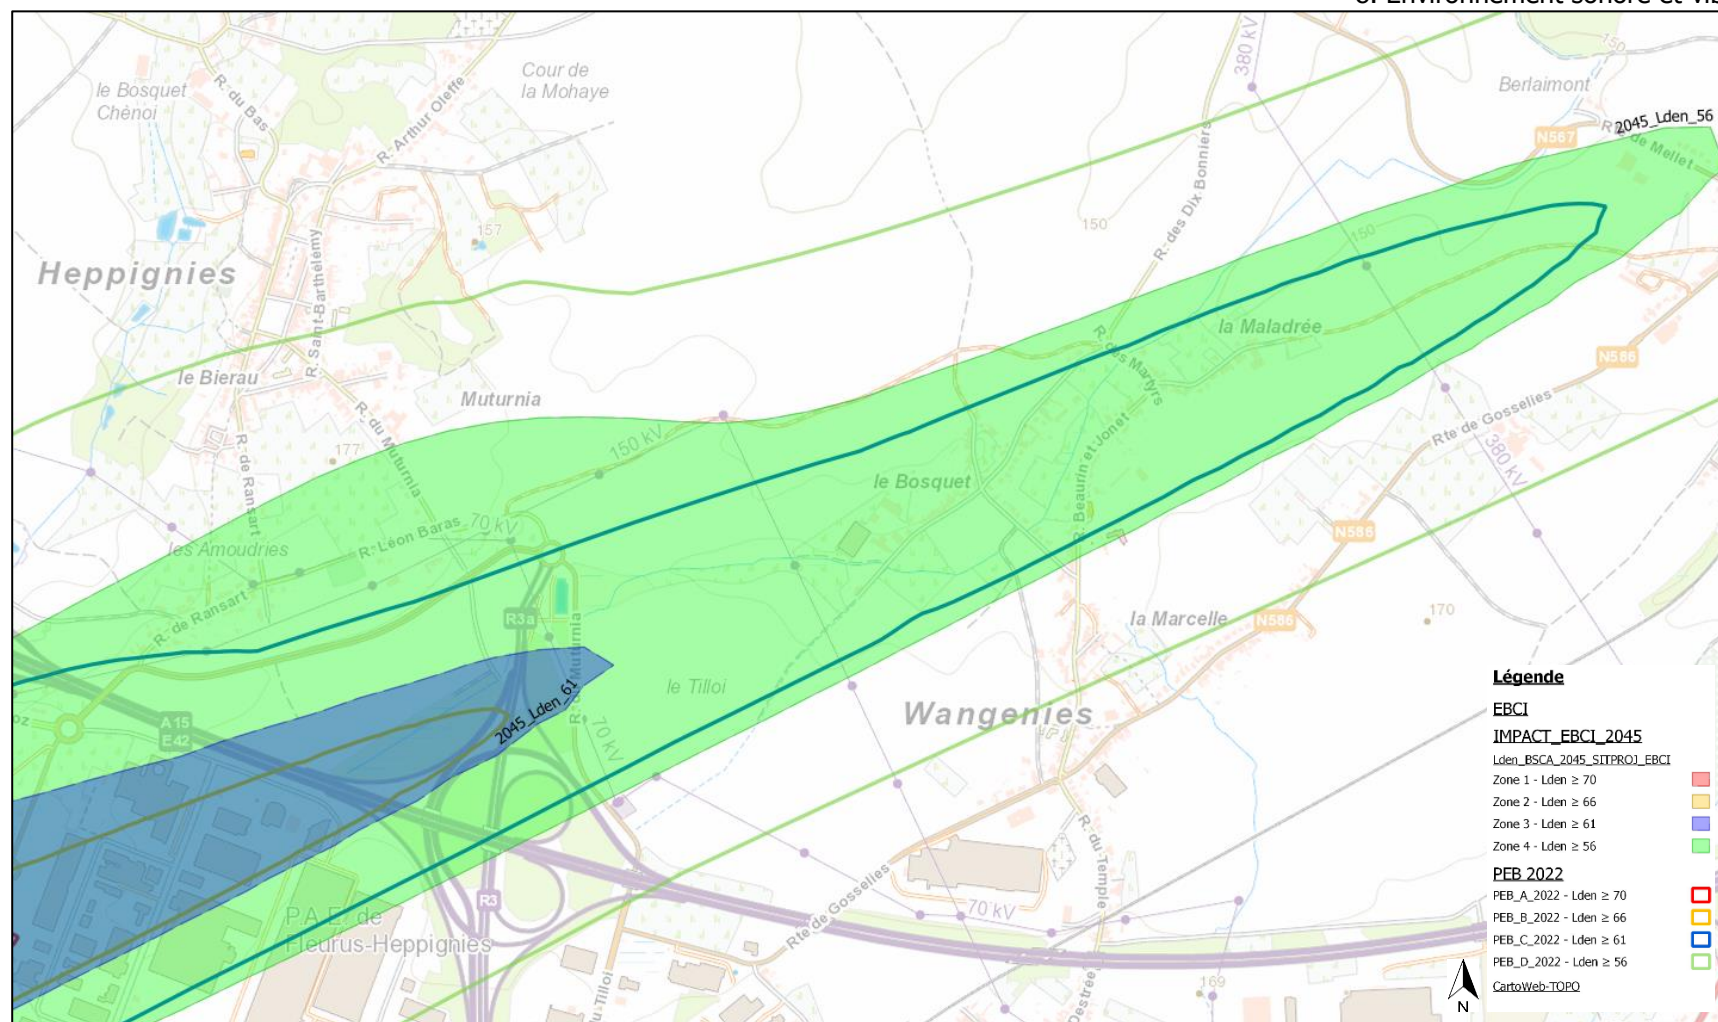 2045_Lden_56
380 kV
Cour de
la Mohaye
le Bosquet
Chênoi
R. du Bas
R. Arthur Oleffe
Berlaimont
150
N567
de Mellet
R. des Dix Bonniers
157
150
150
Heppignies
R. Saint-Barthélemy
la Maladrée
N586
le Bierau
R. des Martyrs
Muturnia
R. du Muturnia
177
R. de Ransart
150 kV
Rte de Gosselies
380 kV
le Bosquet
R. Beaurin et Jonet
les Amoudries
R. Léon Baras
70 kV
N586
R. de Ransart
R3a
la Marcelle
N586
170
R. du Muturnia
le Tilloi
2045_Lden_61
70 kV
Wangenies
A 15
E42
R. du Temple
R3
Rte de Gosselies
70 kV
P.A.E. de
Fleurus-Heppignies
169
N
Légende
EBCI
IMPACT_EBCI_2045
Lden_BSCA_2045_SITPROJ_EBCI
Zone 1 - Lden ≥ 70
Zone 2 - Lden ≥ 66
Zone 3 - Lden ≥ 61
Zone 4 - Lden ≥ 56
PEB 2022
PEB_A_2022 - Lden ≥ 70
PEB_B_2022 - Lden ≥ 66
PEB_C_2022 - Lden ≥ 61
PEB_D_2022 - Lden ≥ 56
CartoWeb-TOPO